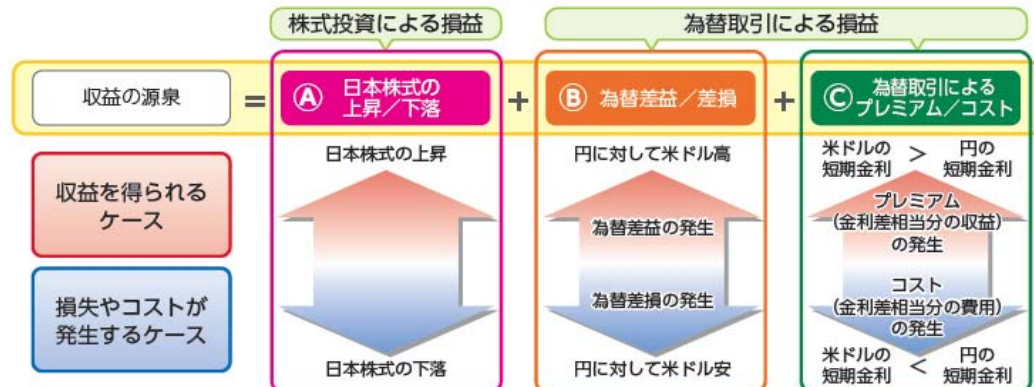 株式投資による損益
為替取引による損益
収益の源泉
=
Ⓐ 日本株式の
上昇/下落
+
Ⓑ 為替差益/差損
+
Ⓒ 為替取引による
プレミアム/コスト
収益を得られる
ケース
損失やコストが
発生するケース
日本株式の上昇
日本株式の下落
円に対して米ドル高
為替差益の発生
為替差損の発生
円に対して米ドル安
米ドルの
短期金利
>
円の
短期金利
プレミアム
(金利差相当分の収益)
の発生
コスト
(金利差相当分の費用)
の発生
米ドルの
短期金利
<
円の
短期金利